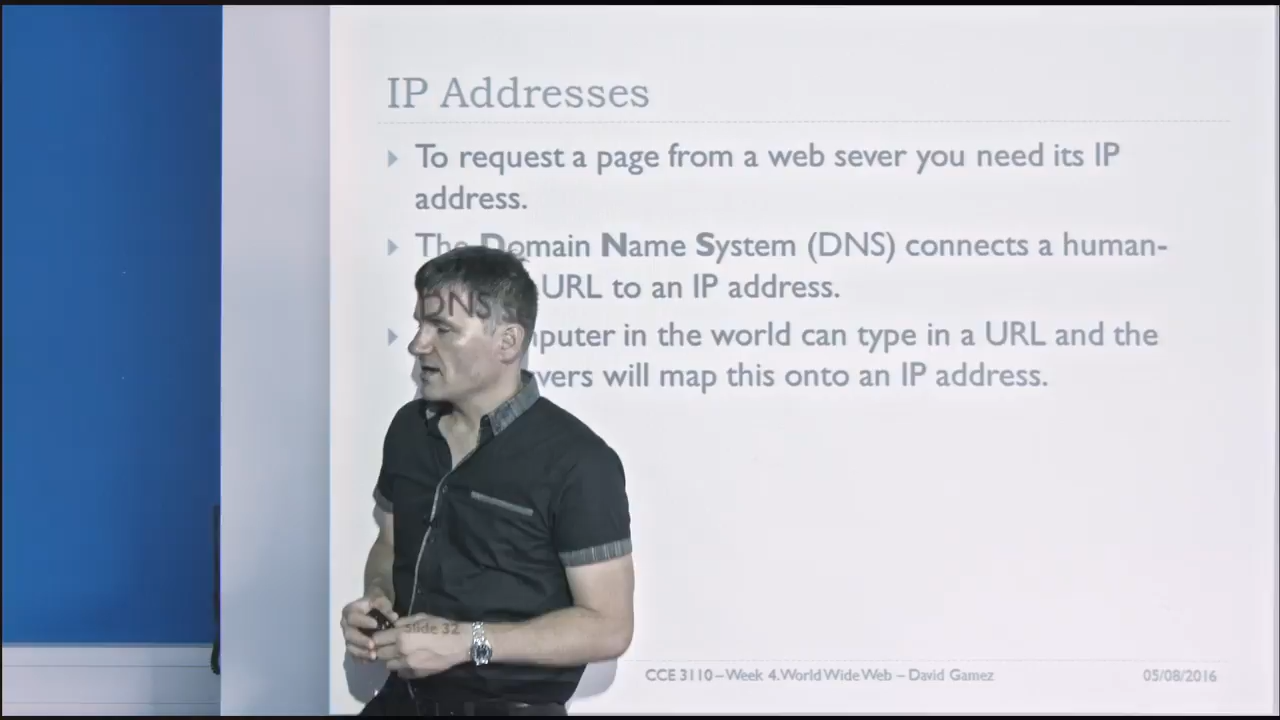 IP Addresses
To request a page from a web sever you need its IP
address.
The Domain Name System (DNS) connects a human-
URL to an IP address.
in the world can type in a URL and the
DNS will map this onto an IP address.
Slide 32
CCE 3110 – Week 4. World Wide Web – David Gamez
05/08/2016